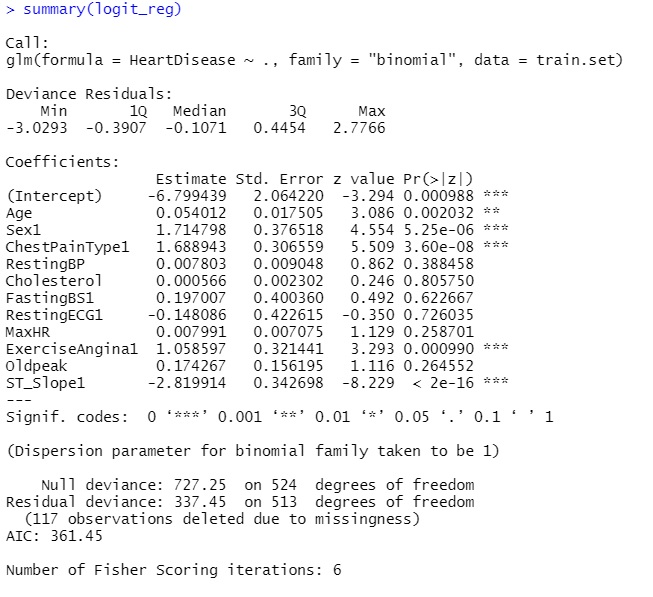 > summary(logit_reg)
Call:
glm(formula = HeartDisease ~ ., family = "binomial", data = train.set)
Deviance Residuals:
    Min       1Q   Median       3Q      Max
-3.0293  -0.3907  -0.1071   0.4454   2.7766
Coefficients:
                 Estimate Std. Error z value Pr(>|z|)
(Intercept)     -6.799439   2.064220  -3.294 0.000988 ***
Age              0.054012   0.017505   3.086 0.002032 **
Sex1             1.714798   0.376518   4.554 5.25e-06 ***
ChestPainType1   1.688943   0.306559   5.509 3.60e-08 ***
RestingBP        0.007803   0.009048   0.862 0.388458
Cholesterol      0.000566   0.002302   0.246 0.805750
FastingBS1       0.197007   0.400360   0.492 0.622667
RestingECG1     -0.148086   0.422615  -0.350 0.726035
MaxHR            0.007991   0.007075   1.129 0.258701
ExerciseAngina1  1.058597   0.321441   3.293 0.000990 ***
Oldpeak          0.174267   0.156195   1.116 0.264552
ST_Slope1       -2.819914   0.342698  -8.229  < 2e-16 ***
---
Signif. codes:  0 ‘***’ 0.001 ‘**’ 0.01 ‘*’ 0.05 ‘.’ 0.1 ‘ ’ 1
(Dispersion parameter for binomial family taken to be 1)
    Null deviance: 727.25  on 524  degrees of freedom
Residual deviance: 337.45  on 513  degrees of freedom
  (117 observations deleted due to missingness)
AIC: 361.45
Number of Fisher Scoring iterations: 6